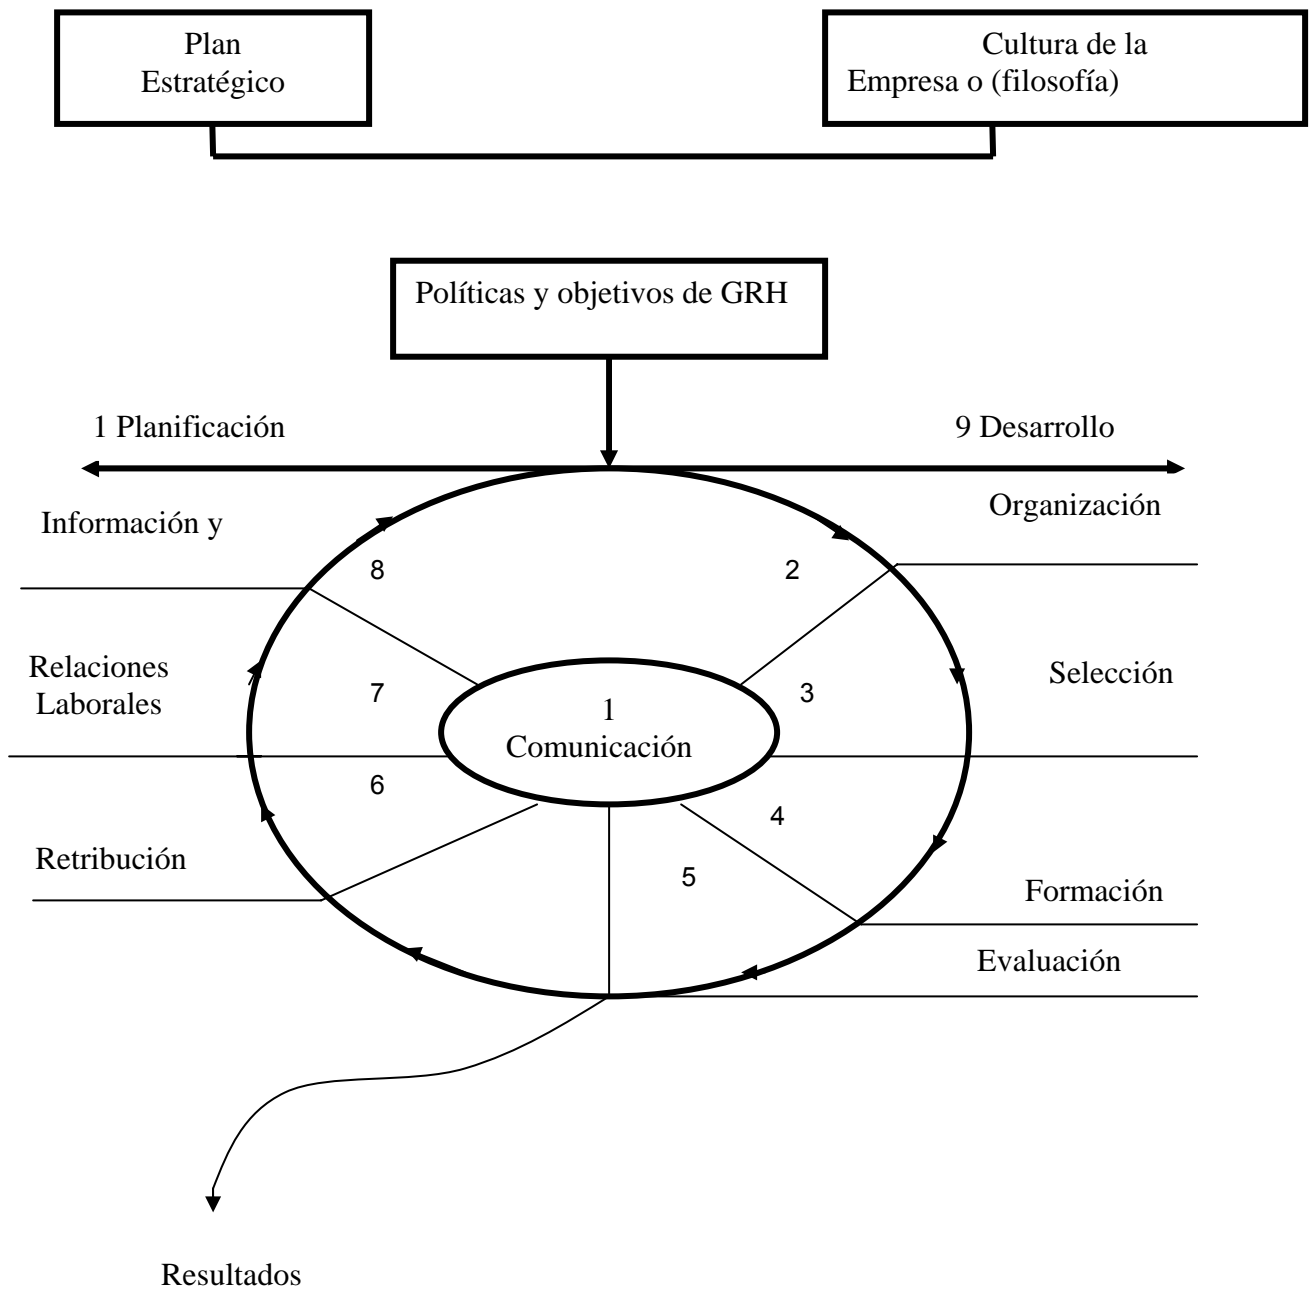 Plan
Estratégico
Cultura de la
Empresa o (filosofía)
Políticas y objetivos de GRH
1 Planificación
9 Desarrollo
Información y
Organización
8
2
Relaciones
Laborales
7
3
Selección
1
Comunicación
6
4
Retribución
5
Formación
Evaluación
Resultados